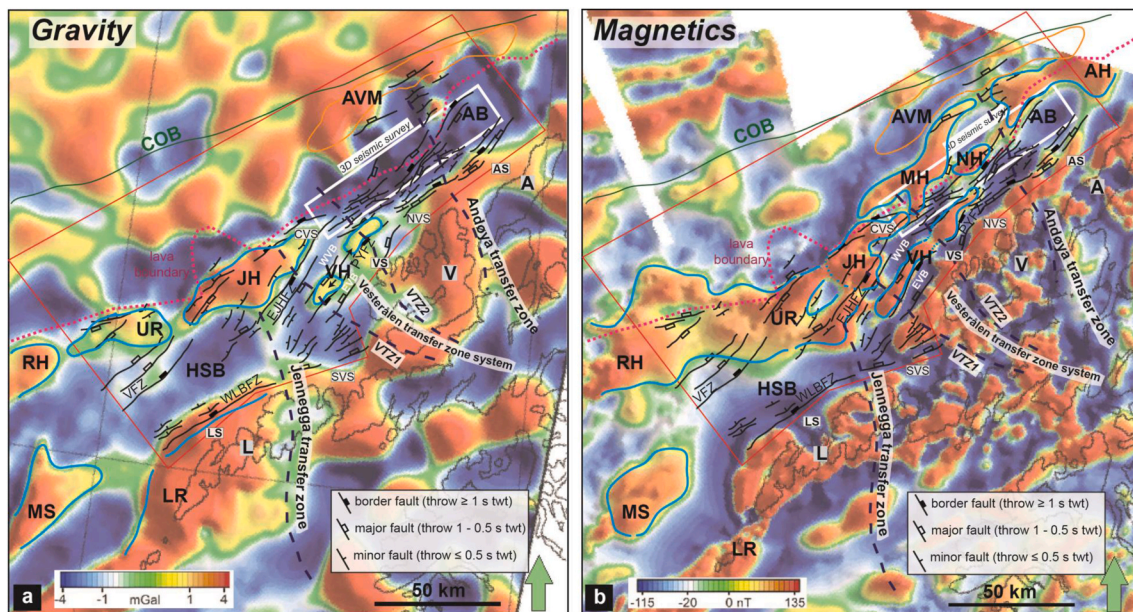 Gravity
COB
AVM
AB
3D seismic survey
AS
A
NVS
CVS
lava
boundary
WVB
VS
V
JH
VH
EVB
Andøya transfer zone
EJHFZ
VTZ2
UR
Vesterålen transfer zone system
RH
VTZ1
HSB
VFZ
SVS
WLBFZ
LS
L
Jennegga transfer zone
LR
MS
border fault (throw ≥ 1 s twt)
major fault (throw 1 - 0.5 s twt)
minor fault (throw ≤ 0.5 s twt)
a
-4 -1 mGal 1 4
50 km
Magnetics
AH
AVM
COB
AB
3D seismic survey
AS
NH
A
MH
NVS
CVS
lava
boundary
WVB
VS
V
JH
VH
EVB
Andøya transfer zone
EJHFZ
VTZ2
UR
Vesterålen transfer zone system
RH
VTZ1
HSB
VFZ
SVS
WLBFZ
LS
L
Jennegga transfer zone
MS
LR
border fault (throw ≥ 1 s twt)
major fault (throw 1 - 0.5 s twt)
minor fault (throw ≤ 0.5 s twt)
b
-115 -20 0 nT 135
50 km